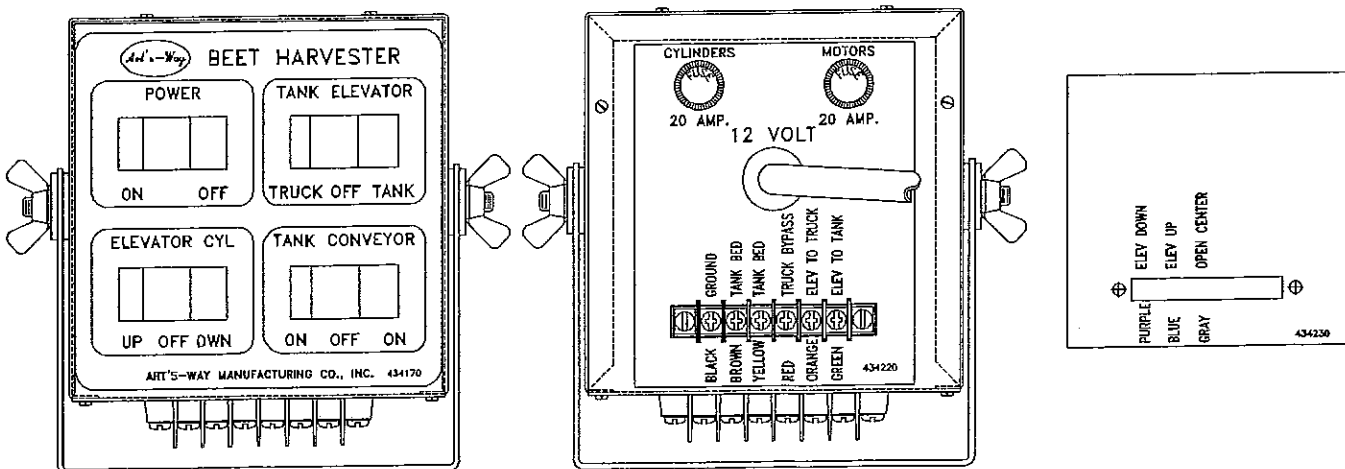 Art's-Way BEET HARVESTER
POWER
ON OFF
TANK ELEVATOR
TRUCK OFF TANK
ELEVATOR CYL
UP OFF DWN
TANK CONVEYOR
ON OFF ON
ART'S-WAY MANUFACTURING CO., INC. 434170
CYLINDERS
FUSE
20 AMP.
MOTORS
FUSE
20 AMP.
12 VOLT
GROUND
TANK BED
TANK BED
TRUCK BYPASS
ELEV TO TRUCK
ELEV TO TANK
BLACK
BROWN
YELLOW
RED
ORANGE
GREEN
434220
ELEV DOWN
ELEV UP
OPEN CENTER
PURPLE
BLUE
GRAY
434230